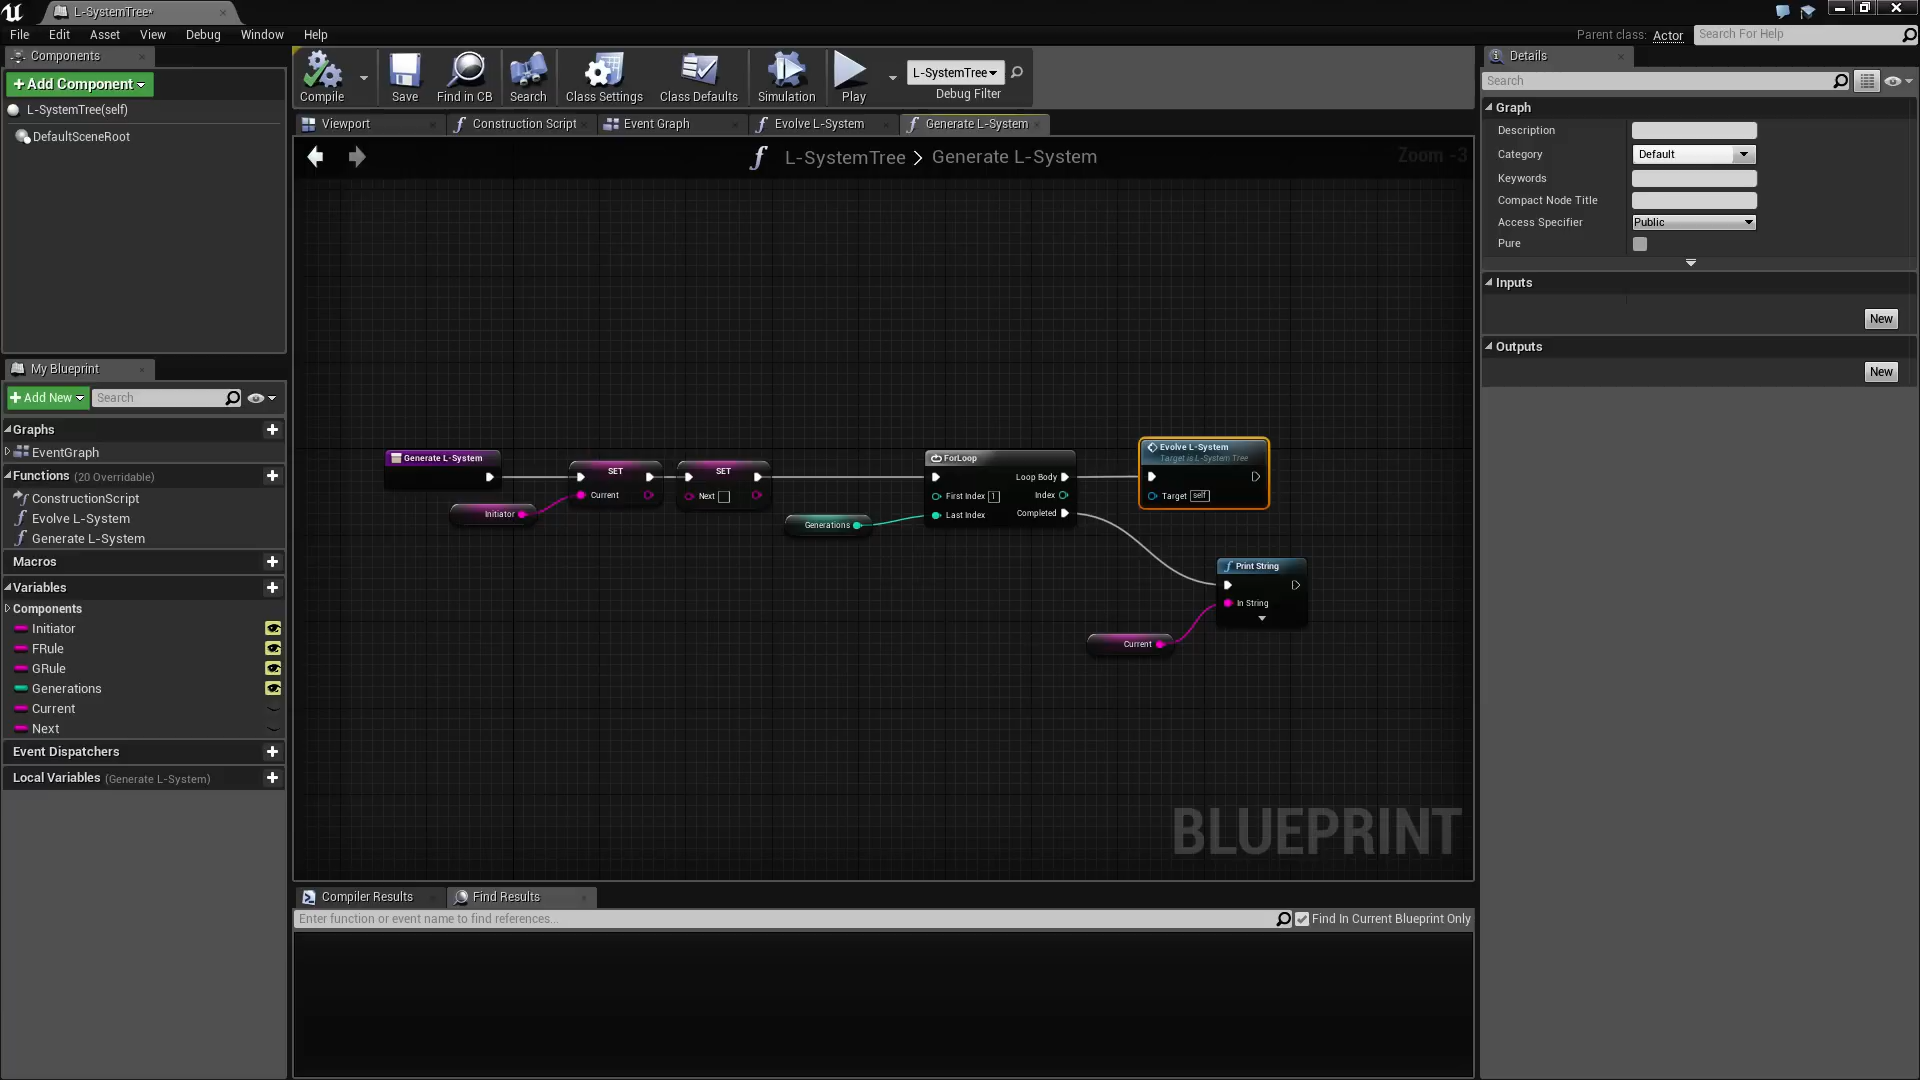 L-SystemTree*
File Edit Asset View Debug Window Help
Parent class: Actor
Search For Help
Components
+Add Component
L-SystemTree(self)
DefaultSceneRoot
Compile
Save
Find in CB
Search
Class Settings
Class Defaults
Simulation
Play
L-SystemTree
Debug Filter
Viewport
Construction Script
Event Graph
Evolve L-System
Generate L-System
L-SystemTree > Generate L-System
Zoom -3
My Blueprint
+Add New
Search
Graphs
EventGraph
Functions (20 Overridable)
ConstructionScript
Evolve L-System
Generate L-System
Macros
Variables
Components
Initiator
FRule
GRule
Generations
Current
Next
Event Dispatchers
Local Variables (Generate L-System)
Generate L-System
Initiator
SET
Current
SET
Next
Generations
ForLoop
Loop Body
First Index 1
Index
Last Index
Completed
Evolve L-System
Target is L-System Tree
Target self
Print String
In String
Current
BLUEPRINT
Compiler Results
Find Results
Enter function or event name to find references...
Find In Current Blueprint Only
Details
Search
Graph
Description
Category Default
Keywords
Compact Node Title
Access Specifier Public
Pure
Inputs
New
Outputs
New